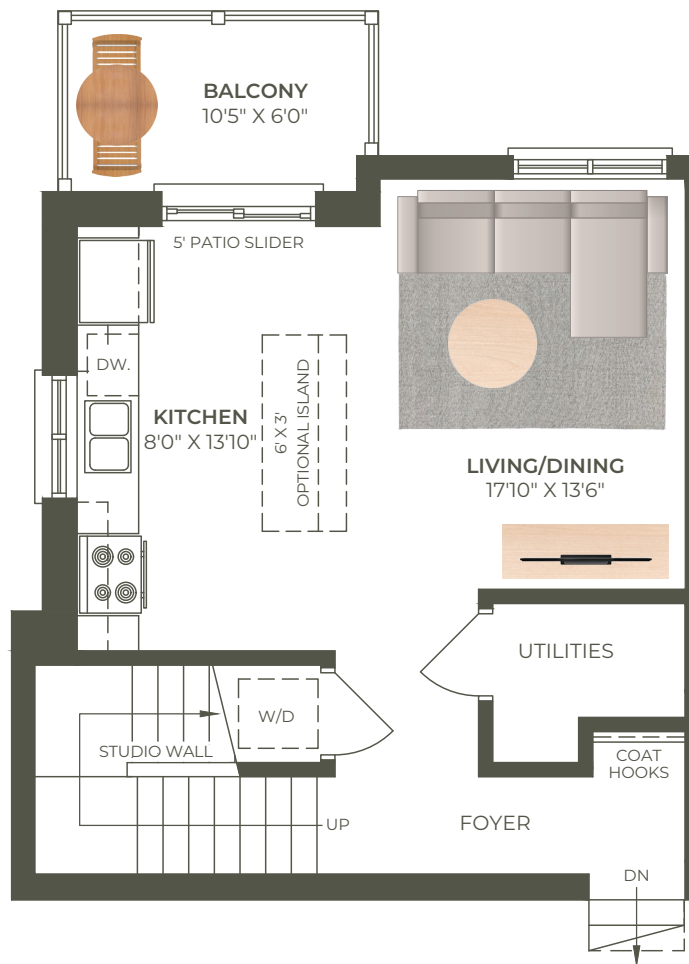 BALCONY
10'5" X 6'0"
5' PATIO SLIDER
DW.
KITCHEN
8'0" X 13'10"
6' X 3'
OPTIONAL ISLAND
LIVING/DINING
17'10" X 13'6"
UTILITIES
W/D
STUDIO WALL
COAT
HOOKS
UP
FOYER
DN